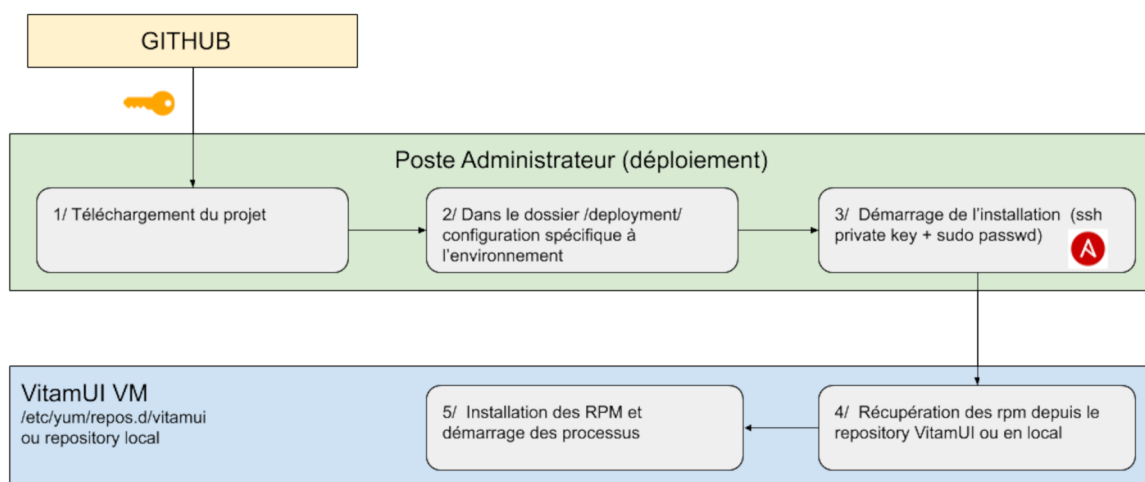 GITHUB
Poste Administrateur (déploiement)
1/ Téléchargement du projet
2/ Dans le dossier /deployment/
configuration spécifique à
l'environnement
3/ Démarrage de l'installation (ssh
private key + sudo passwd)
VitamUI VM
/etc/yum/repos.d/vitamui
ou repository local
5/ Installation des RPM et
démarrage des processus
4/ Récupération des rpm depuis le
repository VitamUI ou en local